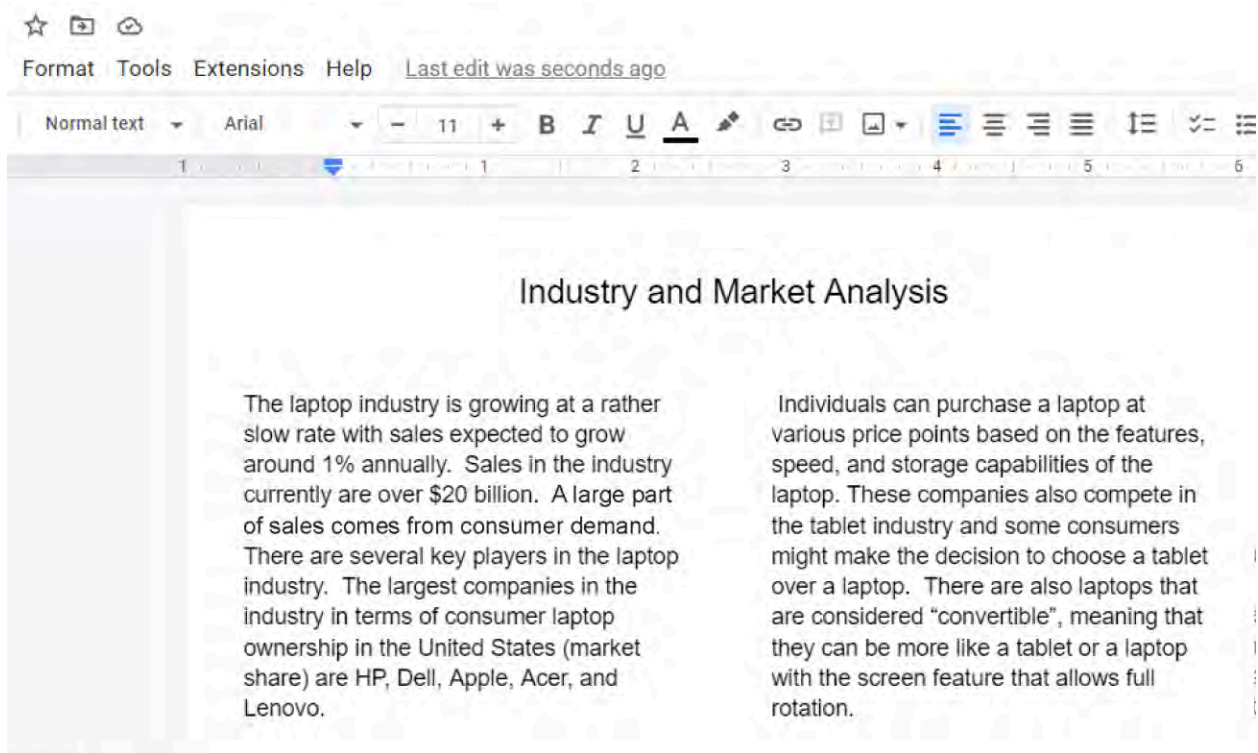 Format Tools Extensions Help Last edit was seconds ago
Normal text Arial − 11 + B I U A
1 1 2 3 4 5 6
Industry and Market Analysis
The laptop industry is growing at a rather
slow rate with sales expected to grow
around 1% annually.  Sales in the industry
currently are over $20 billion.  A large part
of sales comes from consumer demand.
There are several key players in the laptop
industry.  The largest companies in the
industry in terms of consumer laptop
ownership in the United States (market
share) are HP, Dell, Apple, Acer, and
Lenovo.
Individuals can purchase a laptop at
various price points based on the features,
speed, and storage capabilities of the
laptop. These companies also compete in
the tablet industry and some consumers
might make the decision to choose a tablet
over a laptop.  There are also laptops that
are considered “convertible”, meaning that
they can be more like a tablet or a laptop
with the screen feature that allows full
rotation.